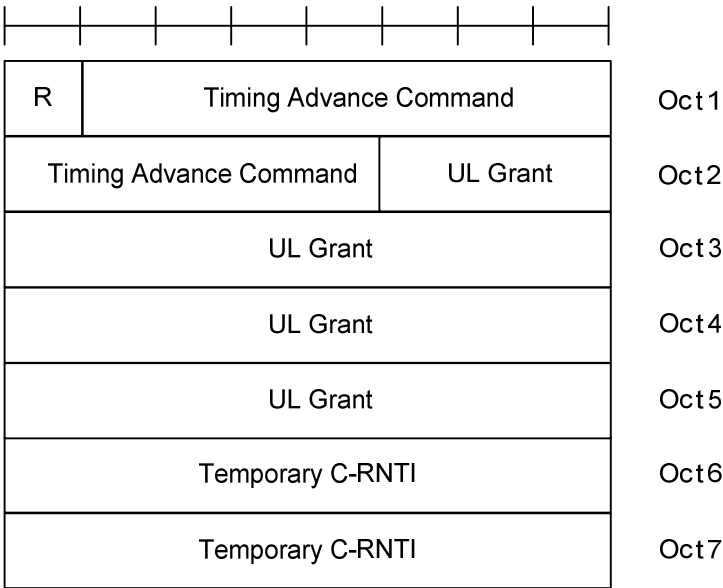 R Timing Advance Command Oct1
Timing Advance Command UL Grant Oct2
UL Grant Oct3
UL Grant Oct4
UL Grant Oct5
Temporary C-RNTI Oct6
Temporary C-RNTI Oct7